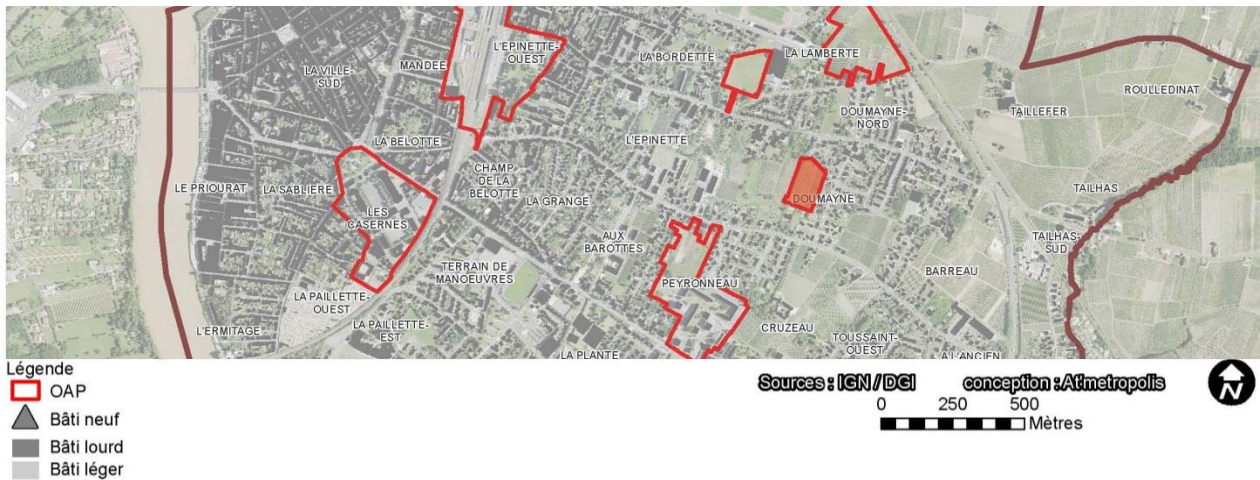 L'EPINETTE-
OUEST
LA BORDETTE
LA LAMBERTE
LA VILLE-
SUD
MANDEE
ROULLEDINAT
DOUMAYNE-
NORD
TAILLEFER
L'EPINETTE
LA BELOTTE
CHAMP
DE LA
BELOTTE
LE PRIOURAT
LA SABLIERE
TAILHAS
LA GRANGE
DOUMAYNE
LES
CASERNES
AUX
BAROTTES
TAILHAS-
SUD
TERRAIN DE
MANOEUVRES
BARREAU
PEYRONNEAU
LA PAILLETTE-
OUEST
L'ERMITAGE
LA PAILLETTE-
EST
CRUZEAU
TOUSSAINT-
OUEST
LA PLANTE
A L'ANCIEN
Légende
OAP
Bâti neuf
Bâti lourd
Bâti léger
Sources : IGN / DGI conception : At'metropolis
0 250 500
Mètres
N